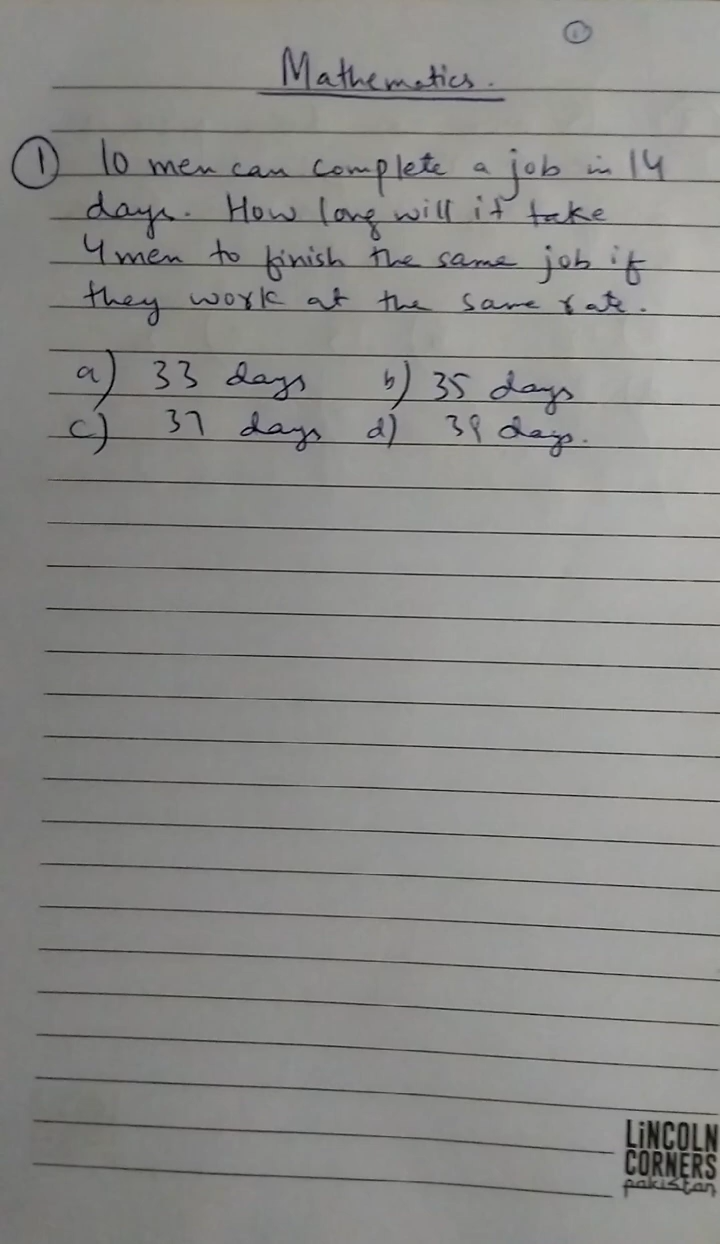 1
Mathematics.
1 10 men can complete a job in 14
days. How long will it take
4 men to finish the same job if
they work at the same rate.
a) 33 days b) 35 days
c) 37 days d) 39 days.
LiNCOLN
CORNERS
pakistan